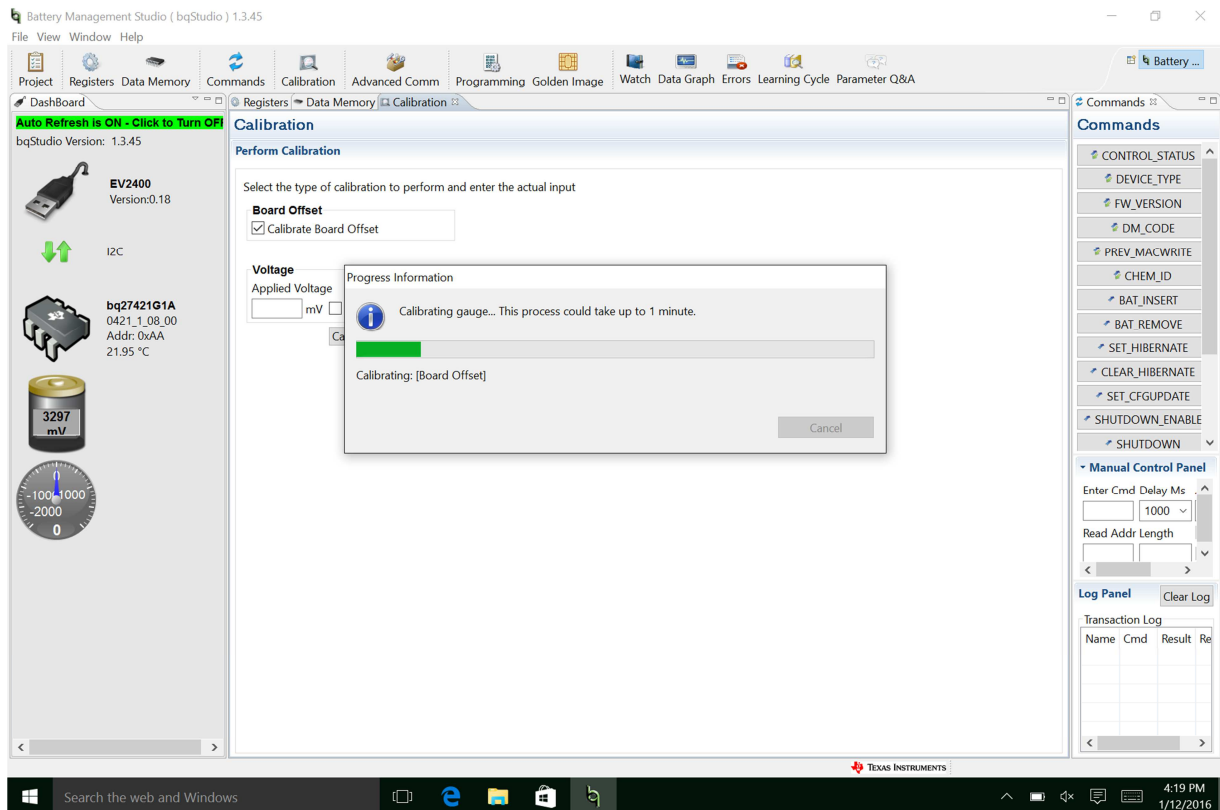 Battery Management Studio ( bqStudio ) 1.3.45
File View Window Help
Project Registers Data Memory Commands Calibration Advanced Comm Programming Golden Image Watch Data Graph Errors Learning Cycle Parameter Q&A Battery ...
DashBoard
Auto Refresh is ON - Click to Turn OFF
bqStudio Version: 1.3.45
EV2400
Version:0.18
I2C
bq27421G1A
0421_1_08_00
Addr: 0xAA
21.95 °C
3297
mV
0
-100 1000
-2000
0
Registers Data Memory Calibration
Calibration
Perform Calibration
Select the type of calibration to perform and enter the actual input
Board Offset
Calibrate Board Offset
Voltage
Applied Voltage
mV
Ca
Progress Information
Calibrating gauge... This process could take up to 1 minute.
Calibrating: [Board Offset]
Cancel
Commands
Commands
CONTROL_STATUS
DEVICE_TYPE
FW_VERSION
DM_CODE
PREV_MACWRITE
CHEM_ID
BAT_INSERT
BAT_REMOVE
SET_HIBERNATE
CLEAR_HIBERNATE
SET_CFGUPDATE
SHUTDOWN_ENABLE
SHUTDOWN
Manual Control Panel
Enter Cmd Delay Ms
1000
Read Addr Length
Log Panel Clear Log
Transaction Log
Name Cmd Result Re
TEXAS INSTRUMENTS
Search the web and Windows
4:19 PM
1/12/2016